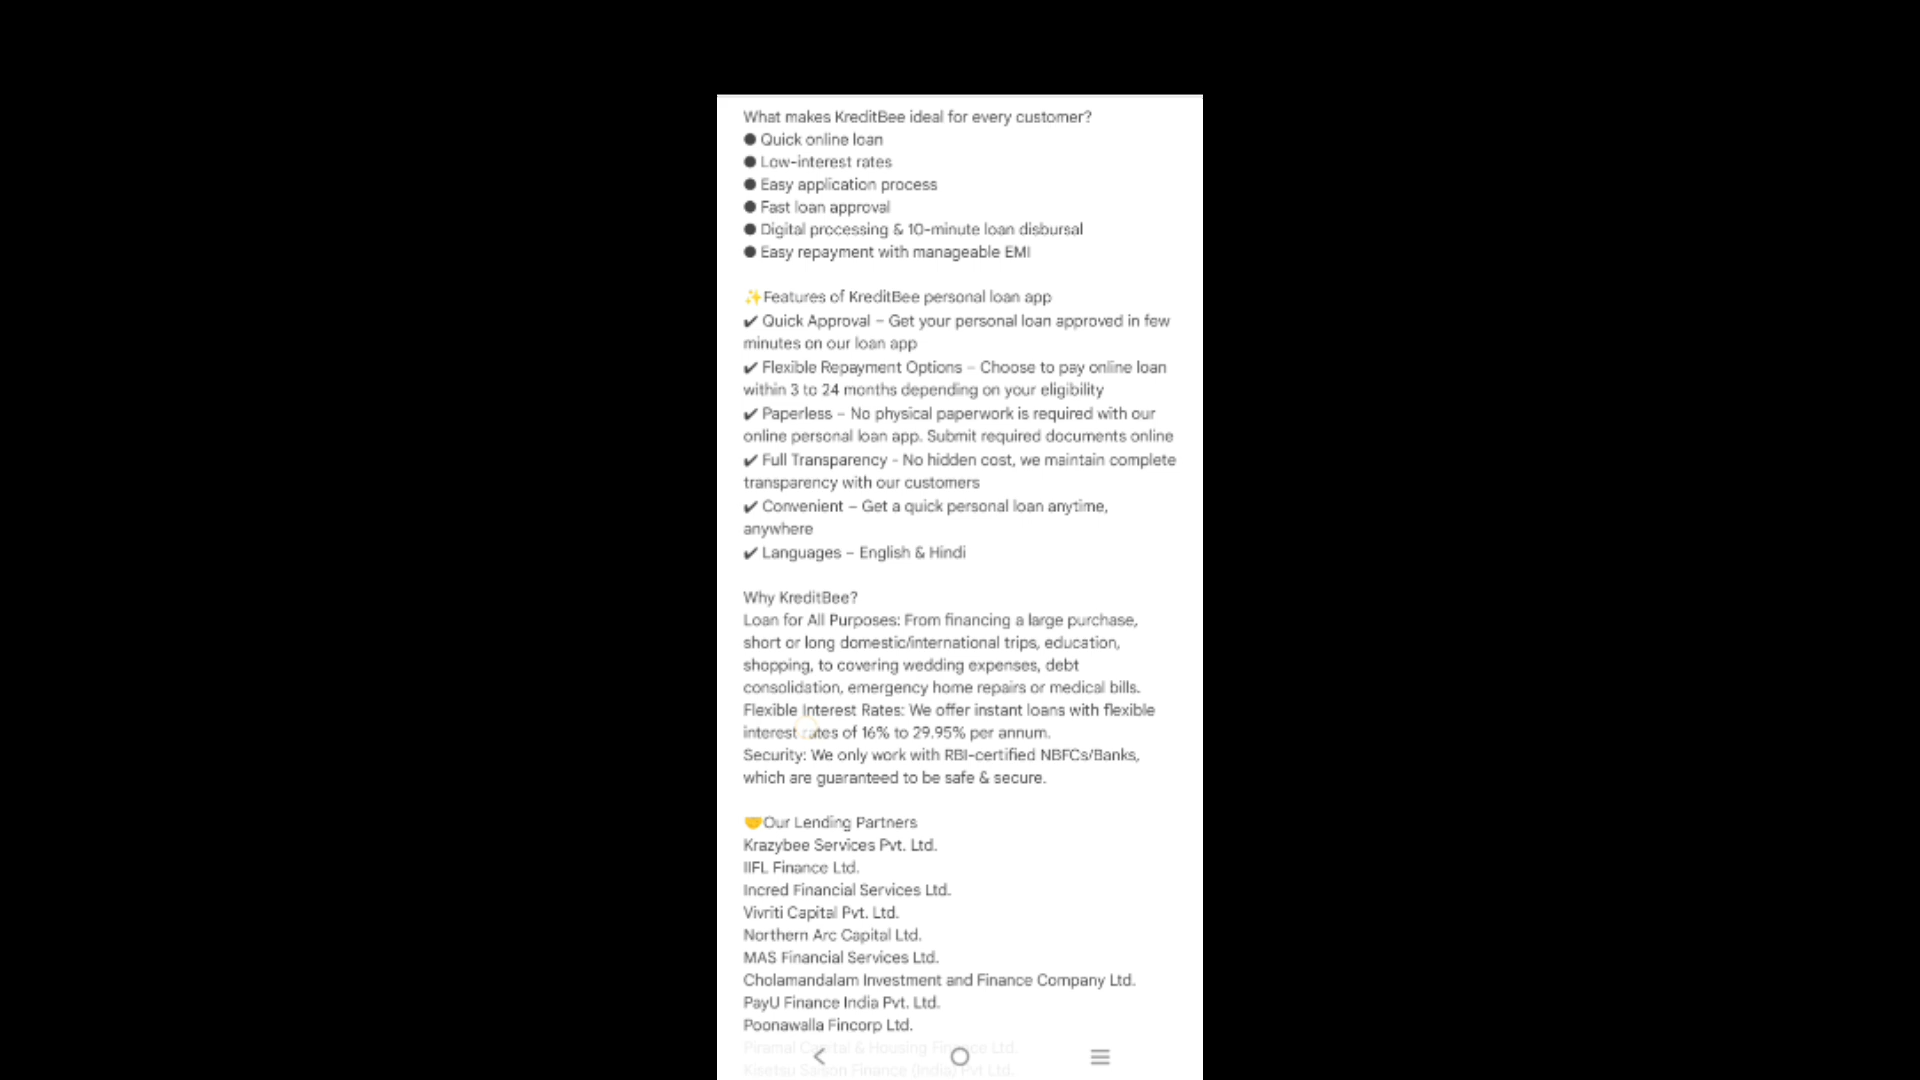 What makes KreditBee ideal for every customer?
● Quick online loan
● Low-interest rates
● Easy application process
● Fast loan approval
● Digital processing & 10-minute loan disbursal
● Easy repayment with manageable EMI
✨Features of KreditBee personal loan app
✔ Quick Approval – Get your personal loan approved in few
minutes on our loan app
✔ Flexible Repayment Options – Choose to pay online loan
within 3 to 24 months depending on your eligibility
✔ Paperless – No physical paperwork is required with our
online personal loan app. Submit required documents online
✔ Full Transparency - No hidden cost, we maintain complete
transparency with our customers
✔ Convenient – Get a quick personal loan anytime,
anywhere
✔ Languages – English & Hindi
Why KreditBee?
Loan for All Purposes: From financing a large purchase,
short or long domestic/international trips, education,
shopping, to covering wedding expenses, debt
consolidation, emergency home repairs or medical bills.
Flexible Interest Rates: We offer instant loans with flexible
interest rates of 16% to 29.95% per annum.
Security: We only work with RBI-certified NBFCs/Banks,
which are guaranteed to be safe & secure.
🤝Our Lending Partners
Krazybee Services Pvt. Ltd.
IIFL Finance Ltd.
Incred Financial Services Ltd.
Vivriti Capital Pvt. Ltd.
Northern Arc Capital Ltd.
MAS Financial Services Ltd.
Cholamandalam Investment and Finance Company Ltd.
PayU Finance India Pvt. Ltd.
Poonawalla Fincorp Ltd.
Piramal Capital & Housing Finance Ltd.
Kisetsu Saison Finance (India) Pvt Ltd.